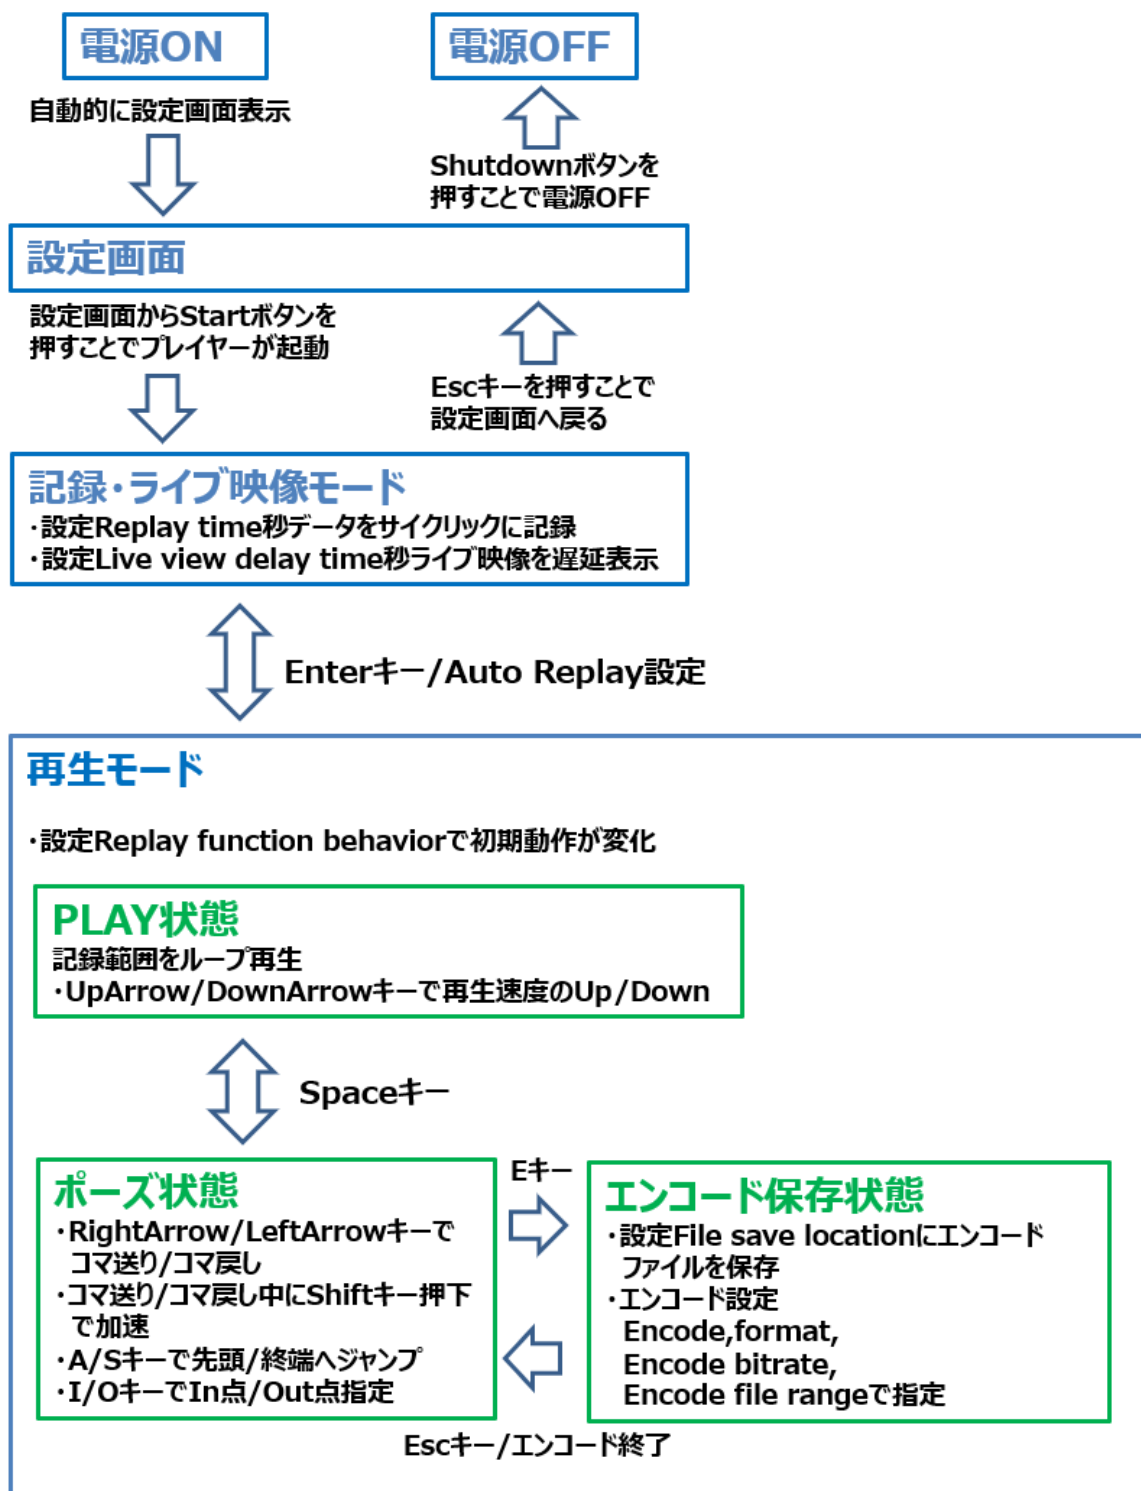 電源ON
電源OFF
自動的に設定画面表示
Shutdownボタンを
押すことで電源OFF
設定画面
設定画面からStartボタンを
押すことでプレイヤーが起動
Escキーを押すことで
設定画面へ戻る
記録・ライブ映像モード
・設定Replay time秒データをサイクリックに記録
・設定Live view delay time秒ライブ映像を遅延表示
Enterキー/Auto Replay設定
再生モード
・設定Replay function behaviorで初期動作が変化
PLAY状態
記録範囲をループ再生
・UpArrow/DownArrowキーで再生速度のUp/Down
Spaceキー
ポーズ状態
・RightArrow/LeftArrowキーで
コマ送り/コマ戻し
・コマ送り/コマ戻し中にShiftキー押下
で加速
・A/Sキーで先頭/終端へジャンプ
・I/OキーでIn点/Out点指定
Eキー
エンコード保存状態
・設定File save locationにエンコード
ファイルを保存
・エンコード設定
Encode,format,
Encode bitrate,
Encode file rangeで指定
Escキー/エンコード終了